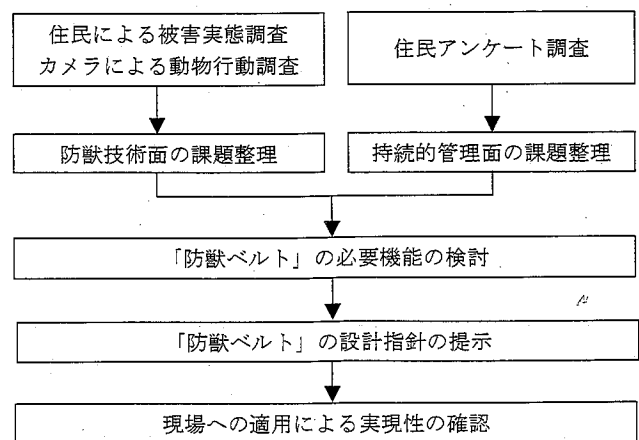 住民による被害実態調査
カメラによる動物行動調査
住民アンケート調査
防獣技術面の課題整理
持続的管理面の課題整理
「防獣ベルト」の必要機能の検討
「防獣ベルト」の設計指針の提示
現場への適用による実現性の確認